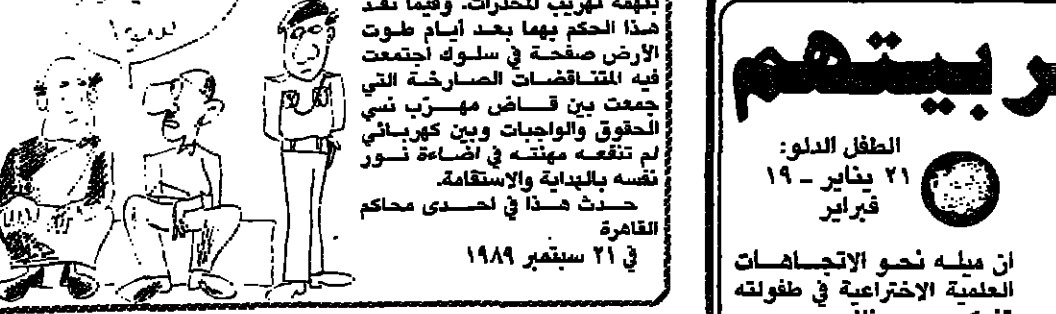 بتهمة تهريب المخدرات. وفيما نفذ
هذا الحكم بهما بعد أيام طوت
الأرض صفحة في سلوك اجتمعت
فيه المتناقضات الصارخة التي
جمعت بين قاض مهرّب نسي
الحقوق والواجبات وبين كهربائي
لم تنفعه مهنته في اضاءة نور
نفسه بالهداية والاستقامة.
حدث هذا في احدى محاكم
القاهرة
في ٢١ سبتمبر ١٩٨٩
ر بيتهم
الطفل الدلو:
٢١ يناير - ١٩
فبراير
ان ميله نحو الاتجاهات
العلمية الاختراعية في طفولته